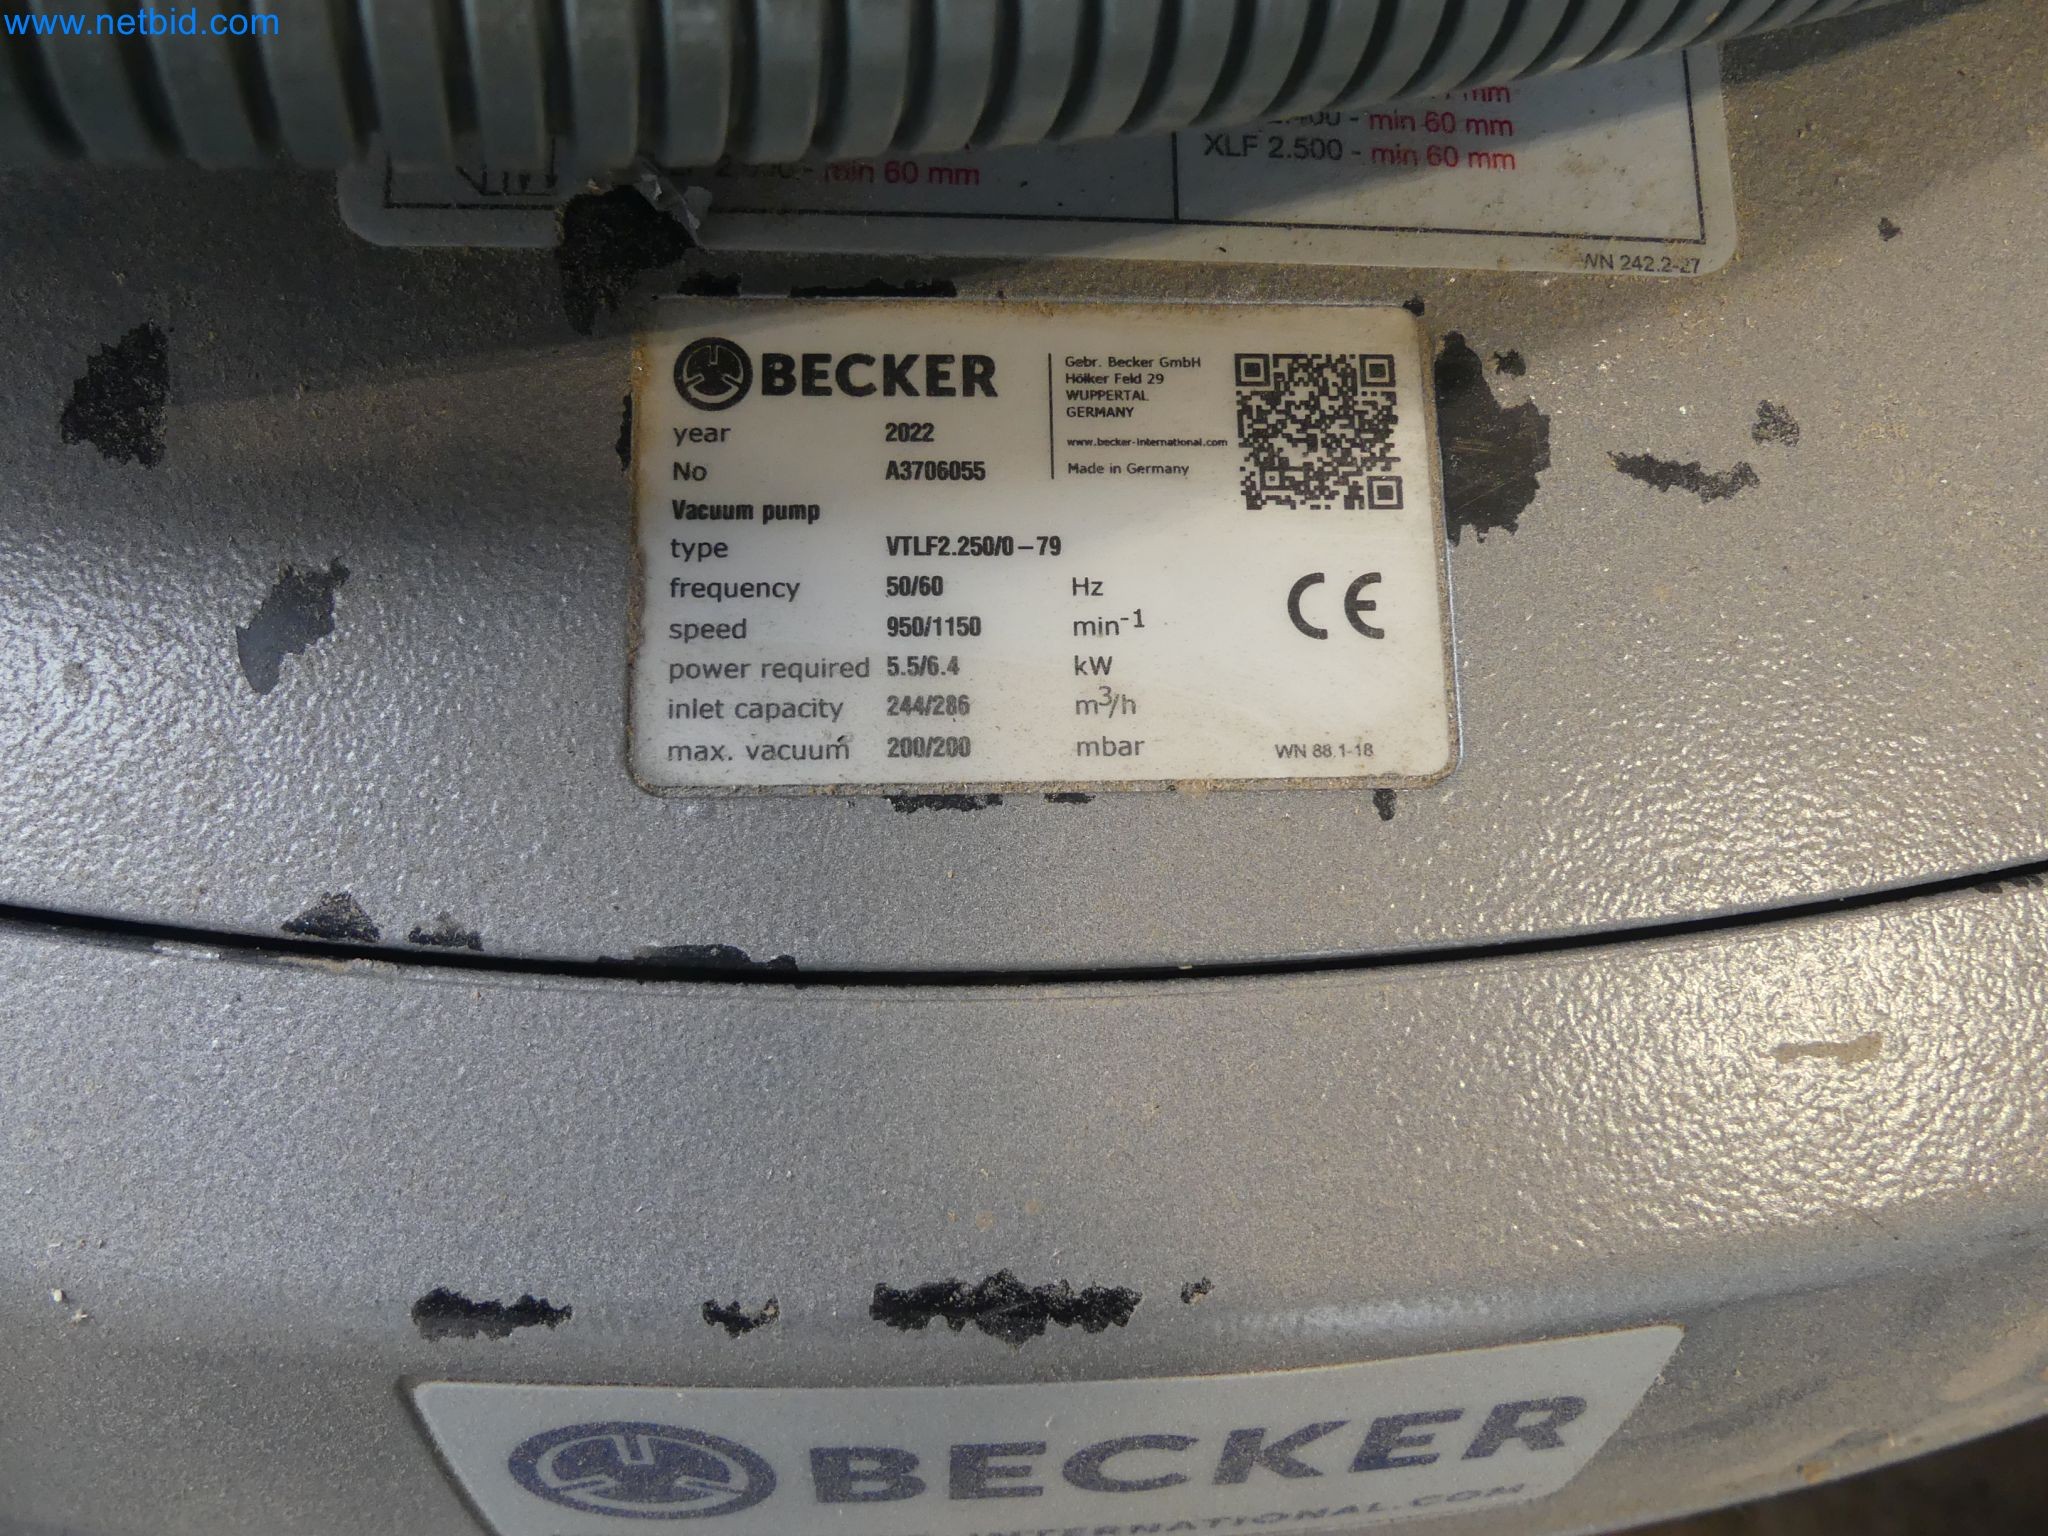 www.netbid.com
mm
- min 60 mm
XLF 2.500 - min 60 mm
min 60 mm
WN 242.2-27
BECKER
Gebr. Becker GmbH
Hölker Feld 29
WUPPERTAL
GERMANY
www.becker-international.com
Made in Germany
year 2022
No A3706055
Vacuum pump
type VTLF2.250/0-79
frequency 50/60 Hz
speed 950/1150 min-1
power required 5.5/6.4 kW
inlet capacity 244/286 m3/h
max. vacuum 200/200 mbar
CE
WN 88.1-18
BECKER
INTERNATIONAL.COM